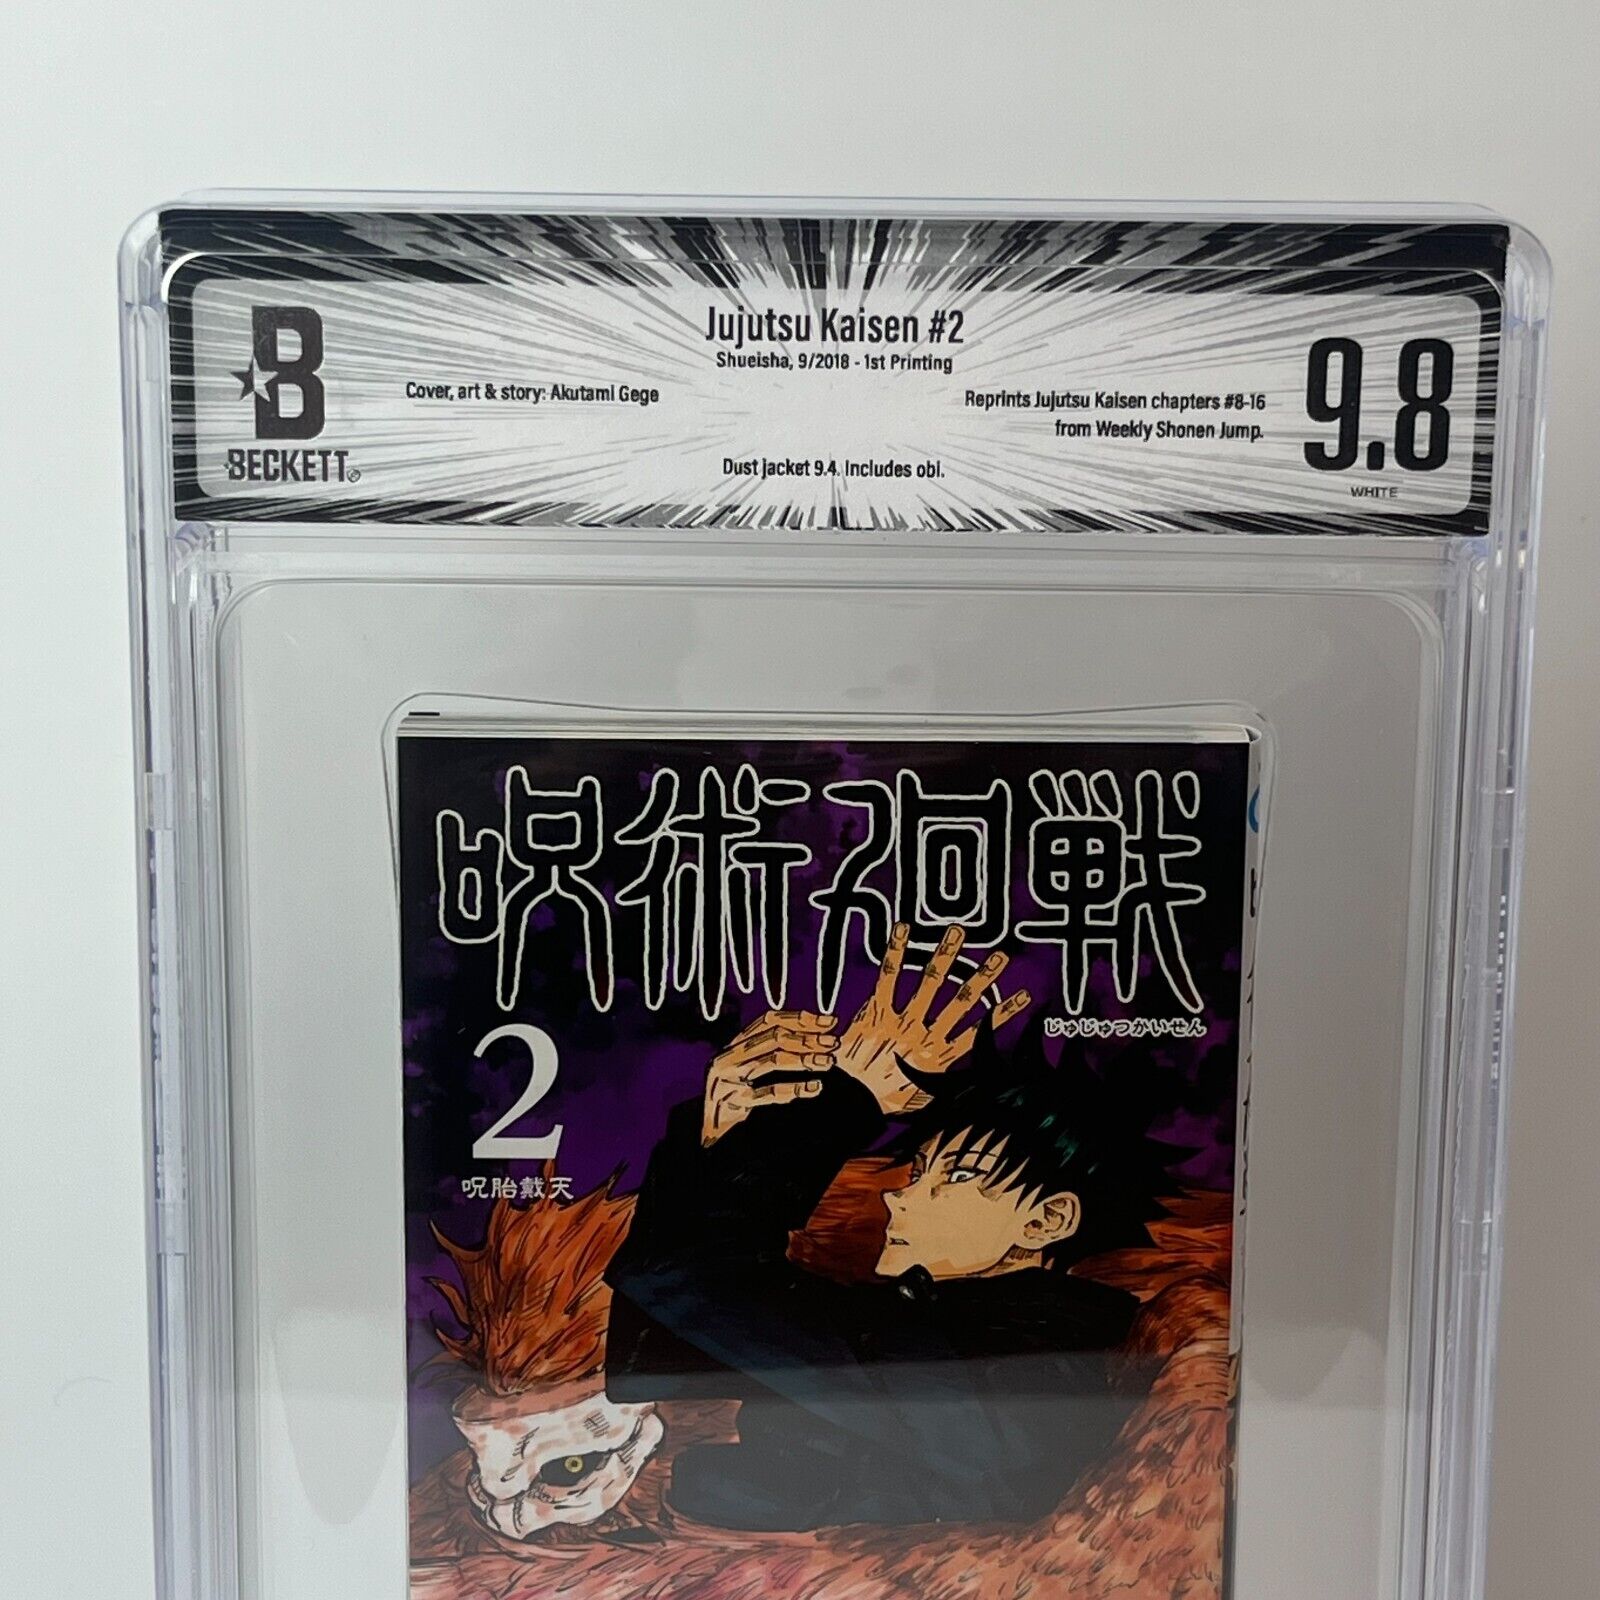 Jujutsu Kaisen #2
Shueisha, 9/2018 - 1st Printing
Cover, art & story: Akutami Gege
Reprints Jujutsu Kaisen chapters #8-16
from Weekly Shonen Jump.
Dust jacket 9.4. Includes obi.
B
BECKETT
9.8
WHITE
呪術廻戦
じゅじゅつかいせん
2
呪胎戴天